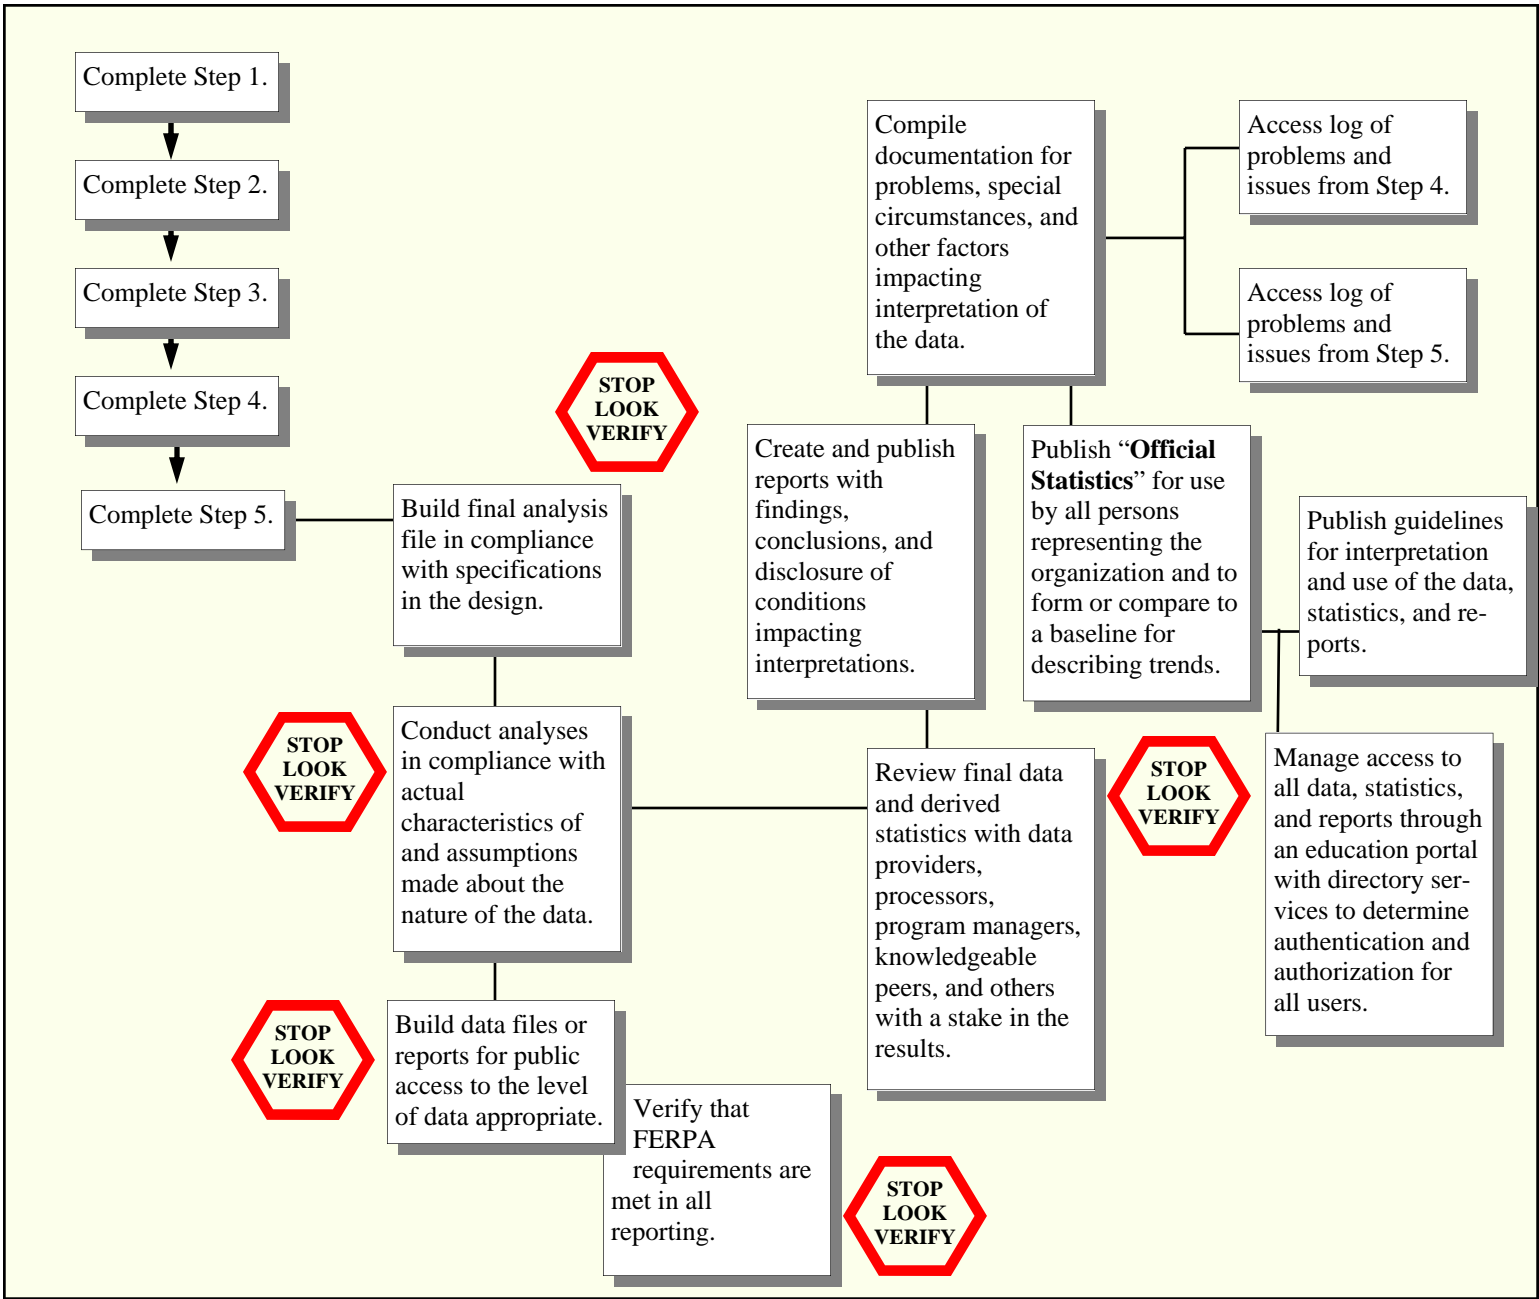 Complete Step 1.
Complete Step 2.
Complete Step 3.
Complete Step 4.
Complete Step 5.
STOP
LOOK
VERIFY
Build final analysis
file in compliance
with specifications
in the design.
STOP
LOOK
VERIFY
Conduct analyses
in compliance with
actual
characteristics of
and assumptions
made about the
nature of the data.
STOP
LOOK
VERIFY
Build data files or
reports for public
access to the level
of data appropriate.
Verify that
FERPA
requirements are
met in all
reporting.
STOP
LOOK
VERIFY
Review final data
and derived
statistics with data
providers,
processors,
program managers,
knowledgeable
peers, and others
with a stake in the
results.
Create and publish
reports with
findings,
conclusions, and
disclosure of
conditions
impacting
interpretations.
Compile
documentation for
problems, special
circumstances, and
other factors
impacting
interpretation of
the data.
Access log of
problems and
issues from Step 4.
Access log of
problems and
issues from Step 5.
Publish “Official
Statistics” for use
by all persons
representing the
organization and to
form or compare to
a baseline for
describing trends.
Publish guidelines
for interpretation
and use of the data,
statistics, and re-
ports.
STOP
LOOK
VERIFY
Manage access to
all data, statistics,
and reports through
an education portal
with directory ser-
vices to determine
authentication and
authorization for
all users.